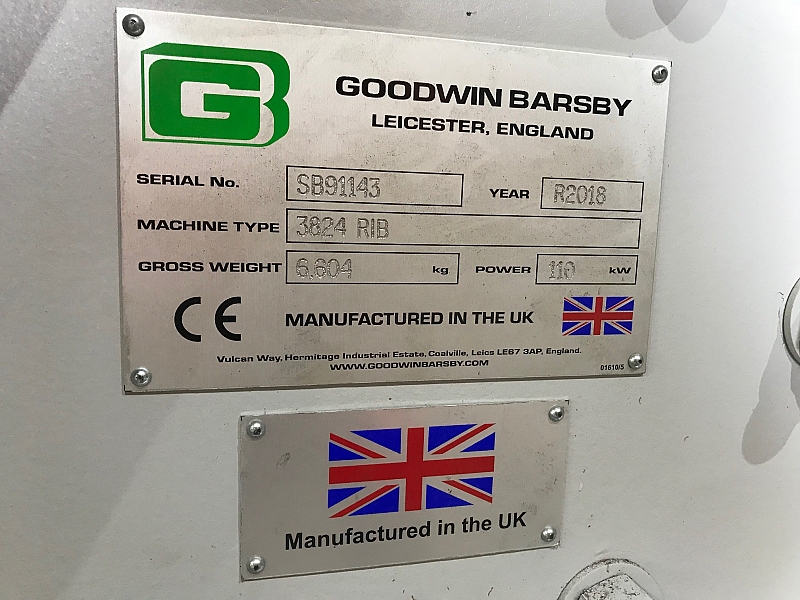 GB
GOODWIN BARSBY
LEICESTER, ENGLAND
SERIAL No. SB91143 YEAR R2018
MACHINE TYPE 3824 RIB
GROSS WEIGHT 6,604 kg POWER 110 kW
CE MANUFACTURED IN THE UK
Vulcan Way, Hermitage Industrial Estate, Coalville, Leics LE67 3AP, England.
WWW.GOODWINBARSBY.COM
01610/5
Manufactured in the UK